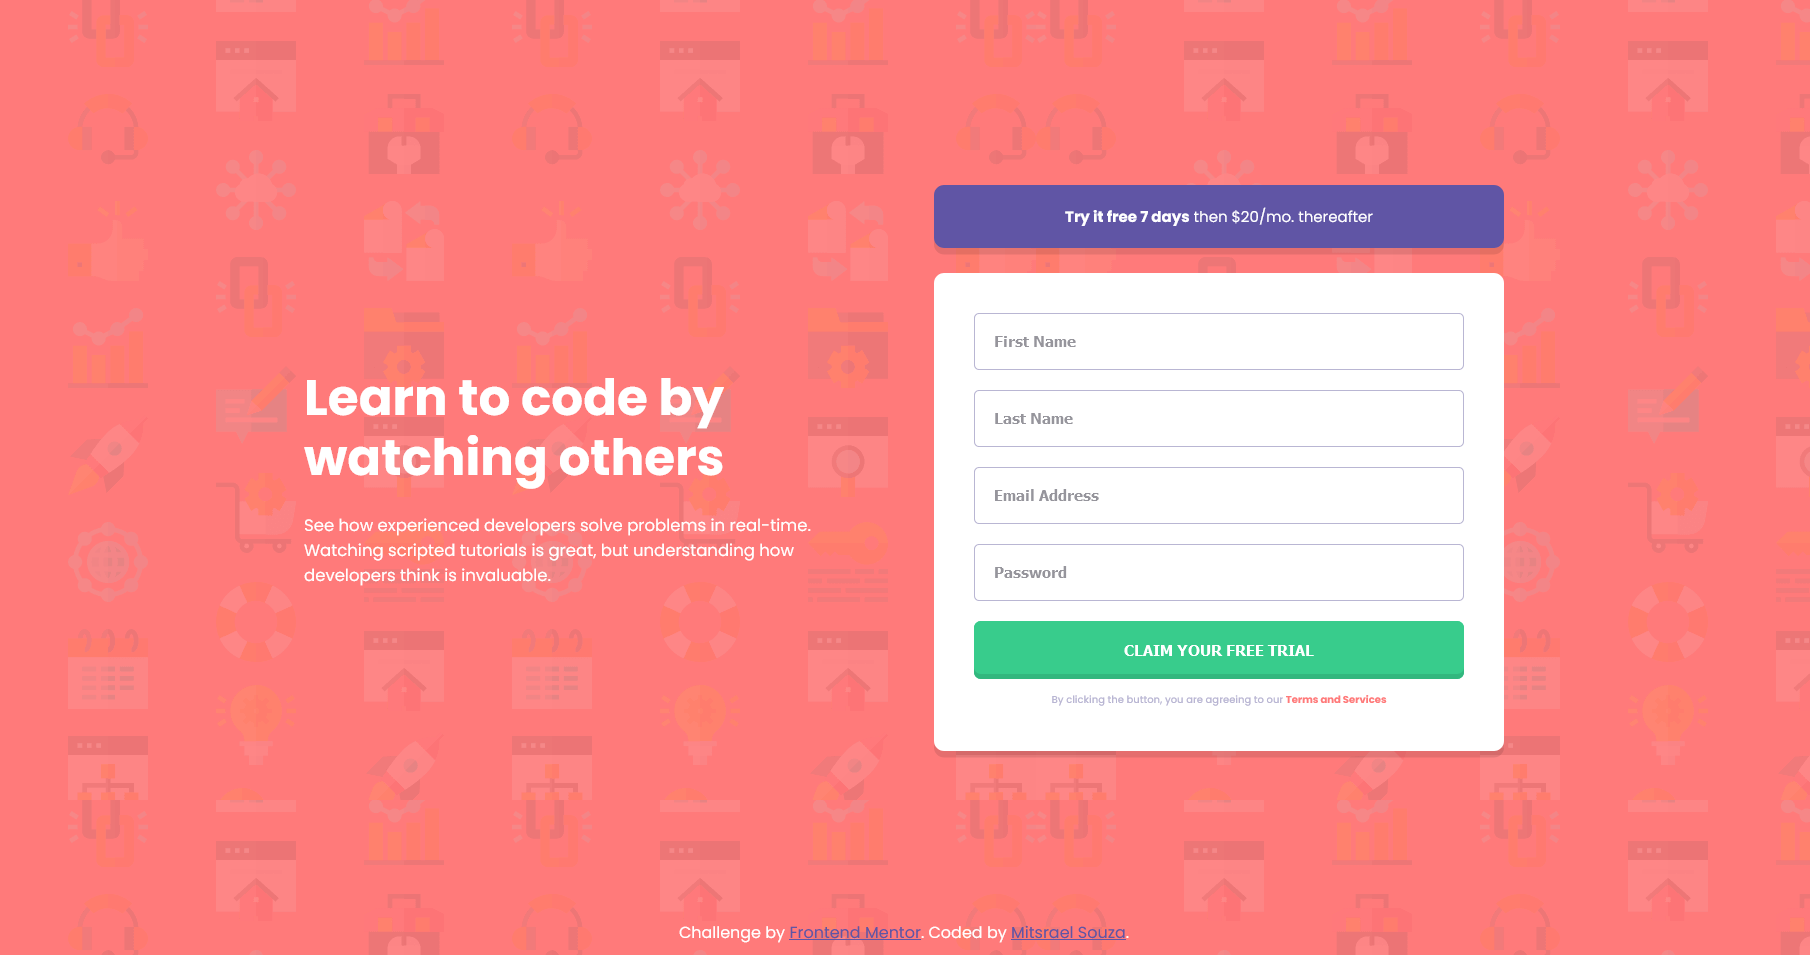 Learn to code by
watching others
See how experienced developers solve problems in real-time.
Watching scripted tutorials is great, but understanding how
developers think is invaluable.
Try it free 7 days then $20/mo. thereafter
First Name
Last Name
Email Address
Password
CLAIM YOUR FREE TRIAL
By clicking the button, you are agreeing to our Terms and Services
Challenge by Frontend Mentor. Coded by Mitsrael Souza.